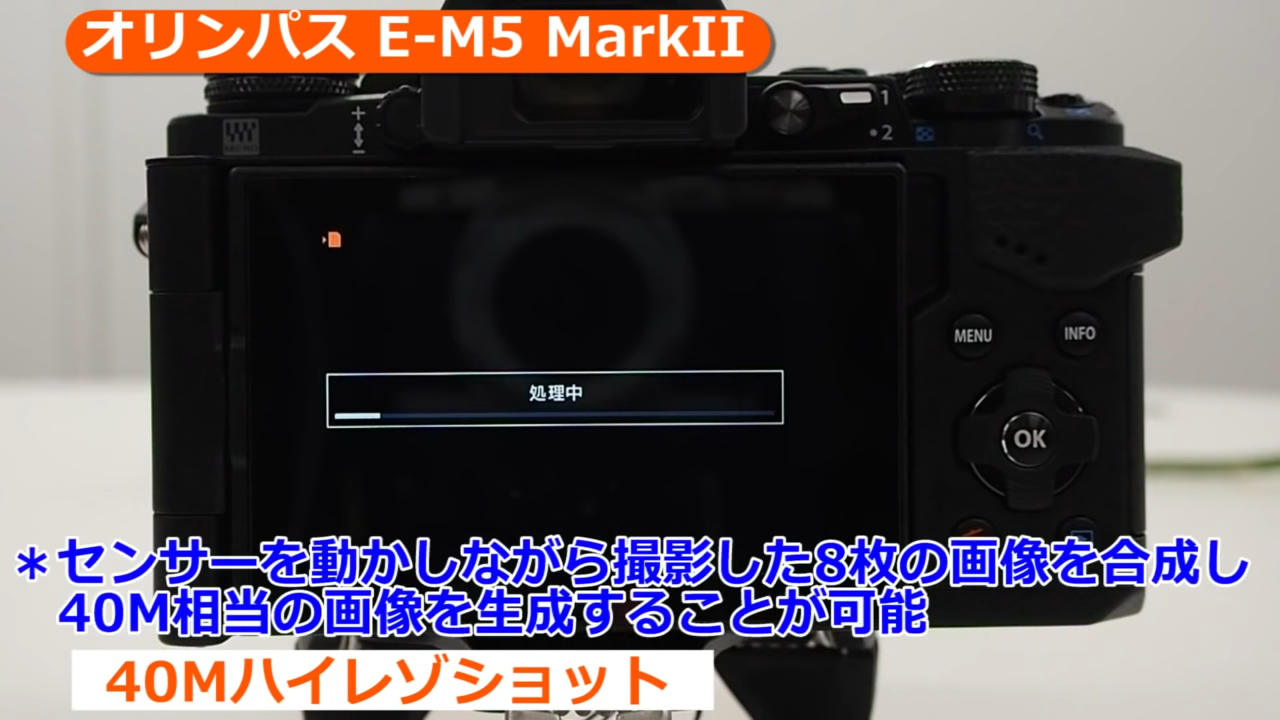 オリンパス E-M5 MarkII
1
2
MENU
INFO
処理中
OK
＊センサーを動かしながら撮影した8枚の画像を合成し
40M相当の画像を生成することが可能
40Mハイレゾショット